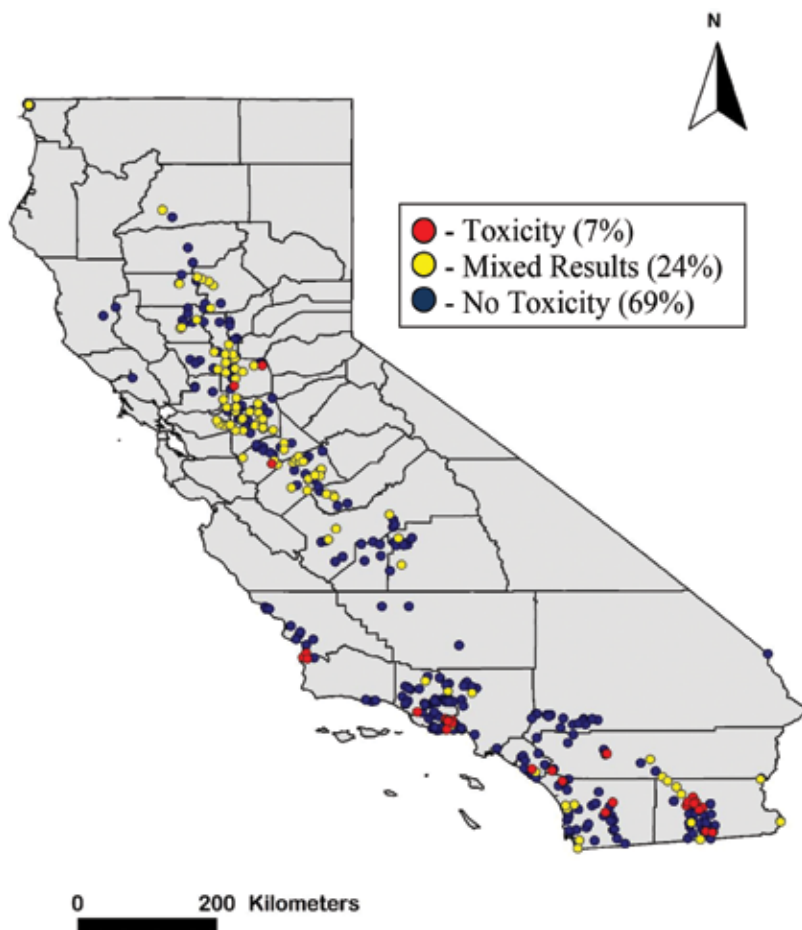 N
- Toxicity (7%)
- Mixed Results (24%)
- No Toxicity (69%)
0 200 Kilometers